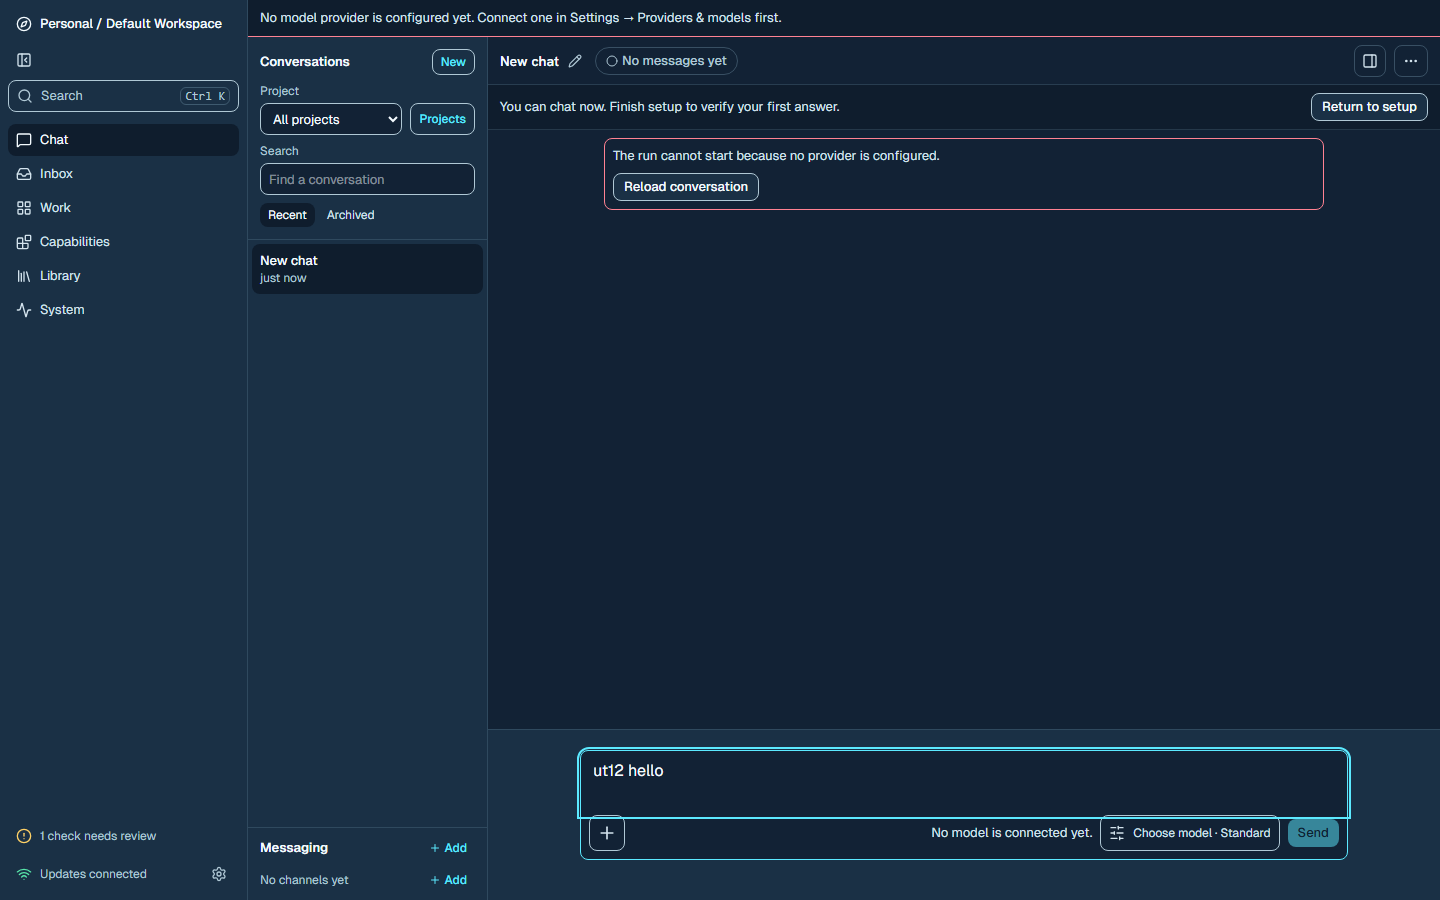 Personal / Default Workspace
Search
Ctrl K
Chat
Inbox
Work
Capabilities
Library
System
1 check needs review
Updates connected
No model provider is configured yet. Connect one in Settings → Providers & models first.
Conversations
New
Project
All projects
Projects
Search
Find a conversation
Recent
Archived
New chat
just now
Messaging
+ Add
No channels yet
+ Add
New chat
No messages yet
You can chat now. Finish setup to verify your first answer.
Return to setup
The run cannot start because no provider is configured.
Reload conversation
ut12 hello
No model is connected yet.
Choose model · Standard
Send